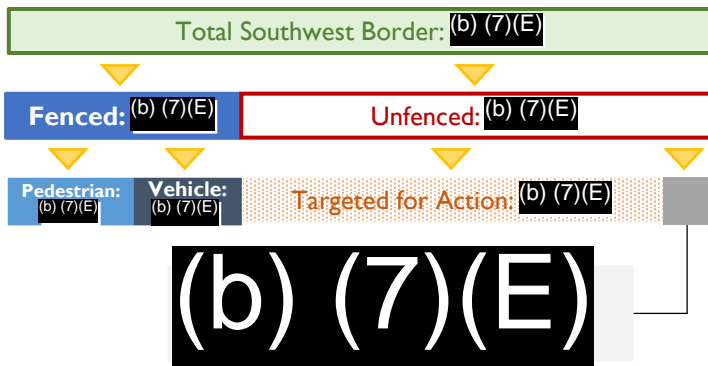 Total Southwest Border: (b) (7)(E)
Fenced: (b) (7)(E)
Unfenced: (b) (7)(E)
Pedestrian: (b) (7)(E)
Vehicle: (b) (7)(E)
Targeted for Action: (b) (7)(E)
(b) (7)(E)